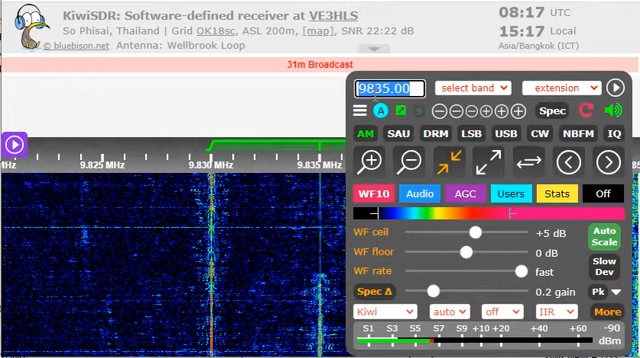 KiwiSDR: Software-defined receiver at VE3HLS
So Phisai, Thailand | Grid OK18sc, ASL 200m, [map], SNR 22:22 dB
© bluebison.net Antenna: Wellbrook Loop
08:17 UTC
15:17 Local
Asia/Bangkok (ICT)
31m Broadcast
9835.00 select band extension
A S Spec
AM SAU DRM LSB USB CW NBFM IQ
MHz 9.825 MHz 9.830 MHz 9.835
WF10 Audio AGC Users Stats Off
WF ceil +5 dB Auto Scale
WF floor 0 dB
WF rate fast Slow Dev
Spec Δ 0.2 gain Pk
Kiwi auto off IIR More
S1 S3 S5 S7 S9 +10 +20 +40 +60 -90
dBm